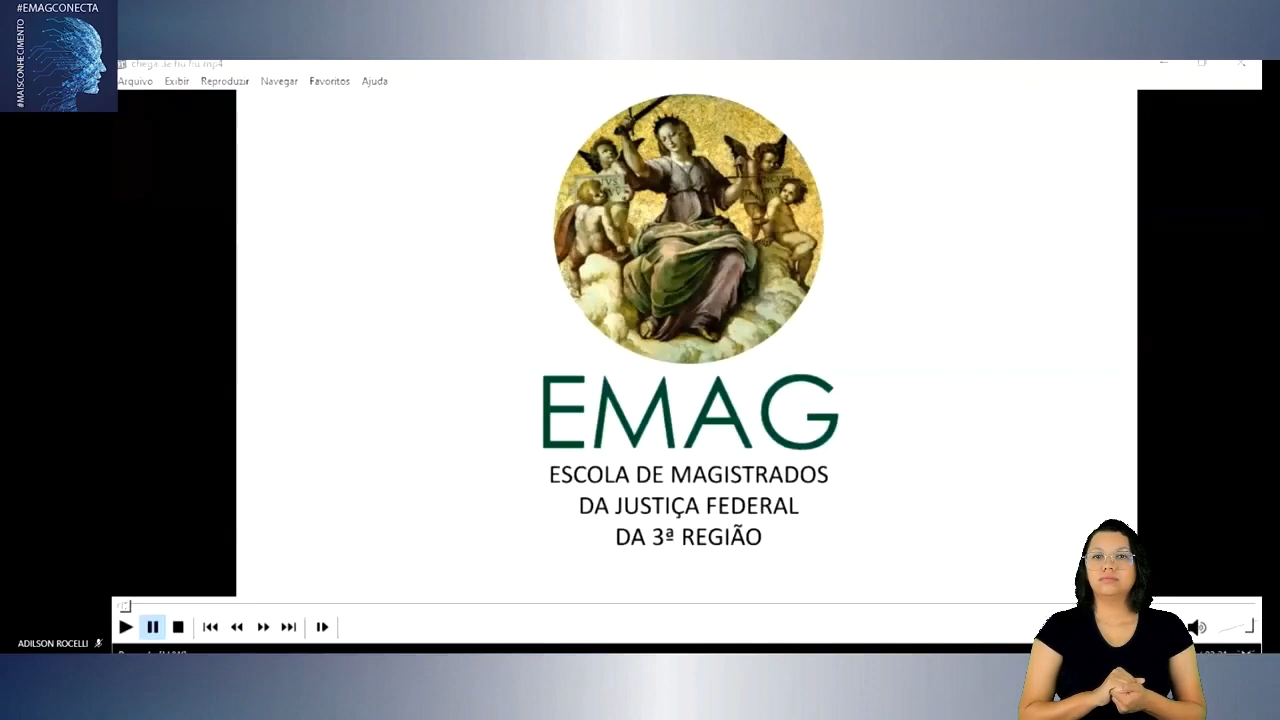 #EMAGCONECTA
#MAISCONHECIMENTO
Arquivo Exibir Reproduzir Navegar Favoritos Ajuda
EMAG
ESCOLA DE MAGISTRADOS
DA JUSTIÇA FEDERAL
DA 3ª REGIÃO
ADILSON ROCELLI